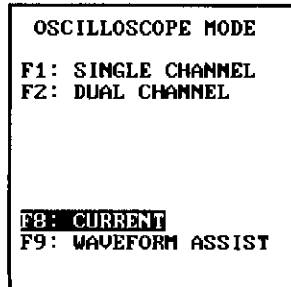 OSCILLOSCOPE MODE
F1: SINGLE CHANNEL
F2: DUAL CHANNEL
F8: CURRENT
F9: WAVEFORM ASSIST